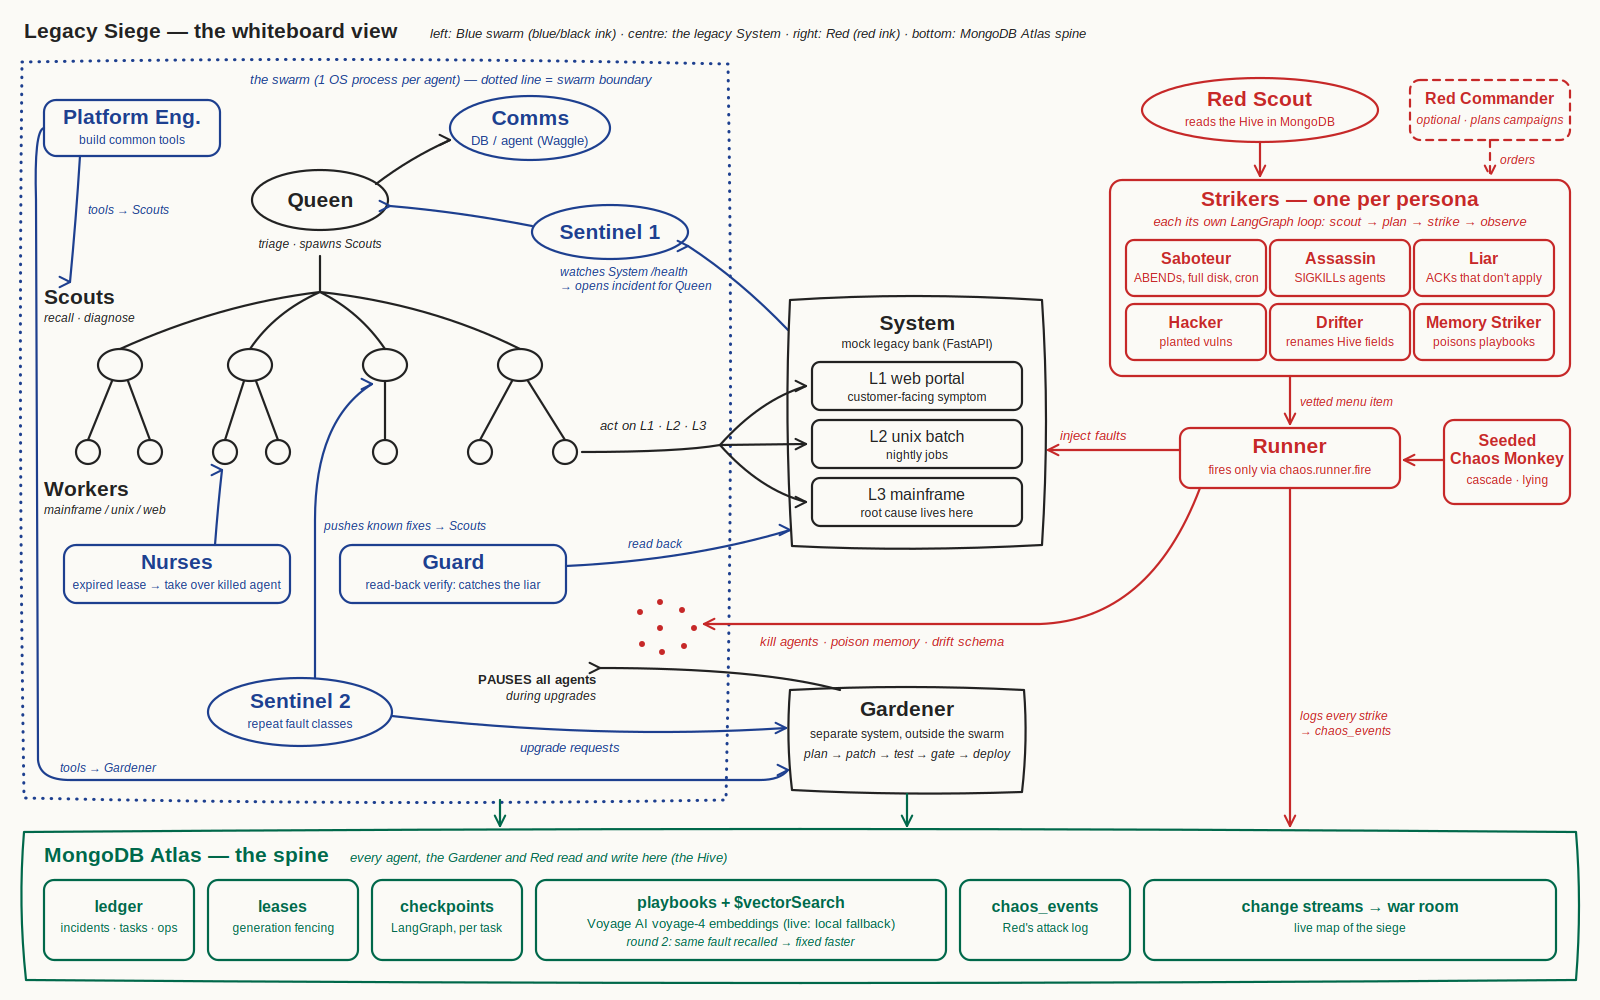 Legacy Siege — the whiteboard view
left: Blue swarm (blue/black ink) · centre: the legacy System · right: Red (red ink) · bottom: MongoDB Atlas spine
the swarm (1 OS process per agent) — dotted line = swarm boundary
Platform Eng.
build common tools
Comms
DB / agent (Waggle)
Queen
triage · spawns Scouts
tools → Scouts
Sentinel 1
watches System /health
→ opens incident for Queen
Scouts
recall · diagnose
act on L1 · L2 · L3
Workers
mainframe / unix / web
pushes known fixes → Scouts
Nurses
expired lease → take over killed agent
Guard
read-back verify: catches the liar
read back
PAUSES all agents
during upgrades
Sentinel 2
repeat fault classes
upgrade requests
tools → Gardener
System
mock legacy bank (FastAPI)
L1 web portal
customer-facing symptom
L2 unix batch
nightly jobs
L3 mainframe
root cause lives here
Gardener
separate system, outside the swarm
plan → patch → test → gate → deploy
Red Scout
reads the Hive in MongoDB
Red Commander
optional · plans campaigns
orders
Strikers — one per persona
each its own LangGraph loop: scout → plan → strike → observe
Saboteur
ABENDs, full disk, cron
Assassin
SIGKILLs agents
Liar
ACKs that don't apply
Hacker
planted vulns
Drifter
renames Hive fields
Memory Striker
poisons playbooks
vetted menu item
inject faults
Runner
fires only via chaos.runner.fire
Seeded
Chaos Monkey
cascade · lying
kill agents · poison memory · drift schema
logs every strike
→ chaos_events
MongoDB Atlas — the spine
every agent, the Gardener and Red read and write here (the Hive)
ledger
incidents · tasks · ops
leases
generation fencing
checkpoints
LangGraph, per task
playbooks + $vectorSearch
Voyage AI voyage-4 embeddings (live: local fallback)
round 2: same fault recalled → fixed faster
chaos_events
Red's attack log
change streams → war room
live map of the siege